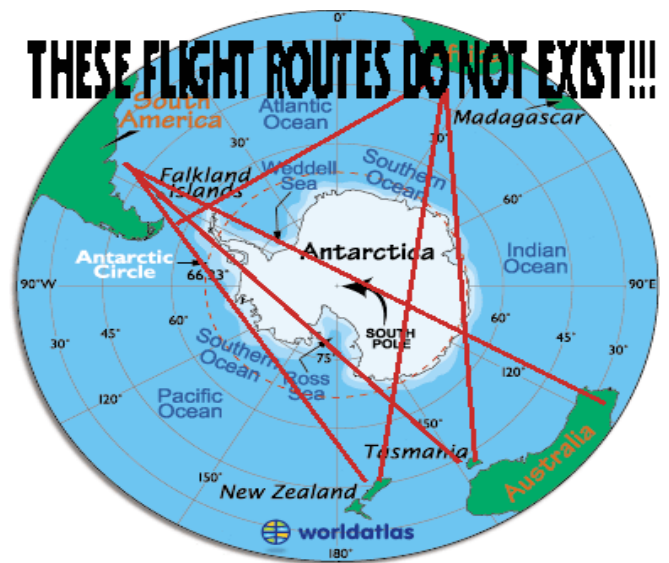 0°
THESE FLIGHT ROUTES DO NOT EXIST!!!
South
America
Atlantic
Ocean
Madagascar
30°
Southern
Ocean
Weddell
Sea
Falkland
Islands
60°
Antarctica
Antarctic
Circle
66.33°
Indian
Ocean
90°W
90°E
SOUTH
POLE
60°
60°
45°
45°
30°
30°
75°
Southern
Ocean
Ross
Sea
120°
120°
Pacific
Ocean
150°
150°
Tasmania
Australia
New Zealand
worldatlas
180°